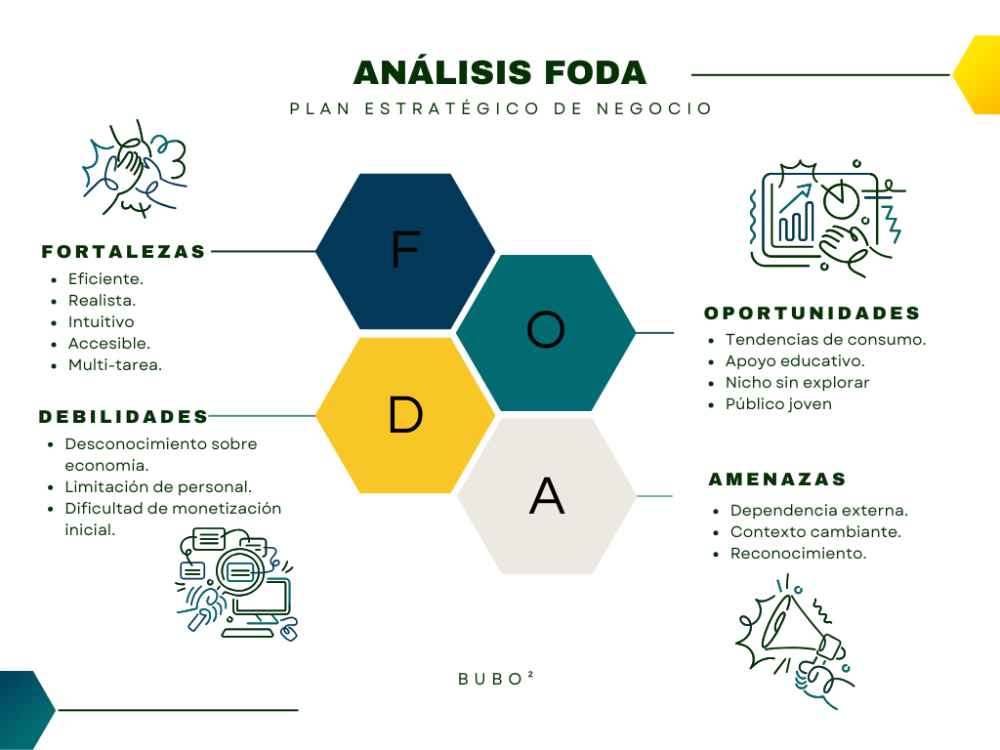 ANÁLISIS FODA
PLAN ESTRATÉGICO DE NEGOCIO
FORTALEZAS
• Eficiente.
• Realista.
• Intuitivo
• Accesible.
• Multi-tarea.
F
O
OPORTUNIDADES
• Tendencias de consumo.
• Apoyo educativo.
• Nicho sin explorar
• Público joven
DEBILIDADES
• Desconocimiento sobre
economía.
• Limitación de personal.
• Dificultad de monetización
inicial.
D
A
AMENAZAS
• Dependencia externa.
• Contexto cambiante.
• Reconocimiento.
BUBO²